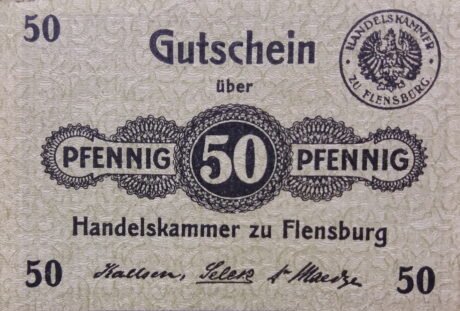 50
Gutschein
HANDELSKAMMER
ZU FLENSBURG.
über
PFENNIG 50 PFENNIG
Handelskammer zu Flensburg
50 50